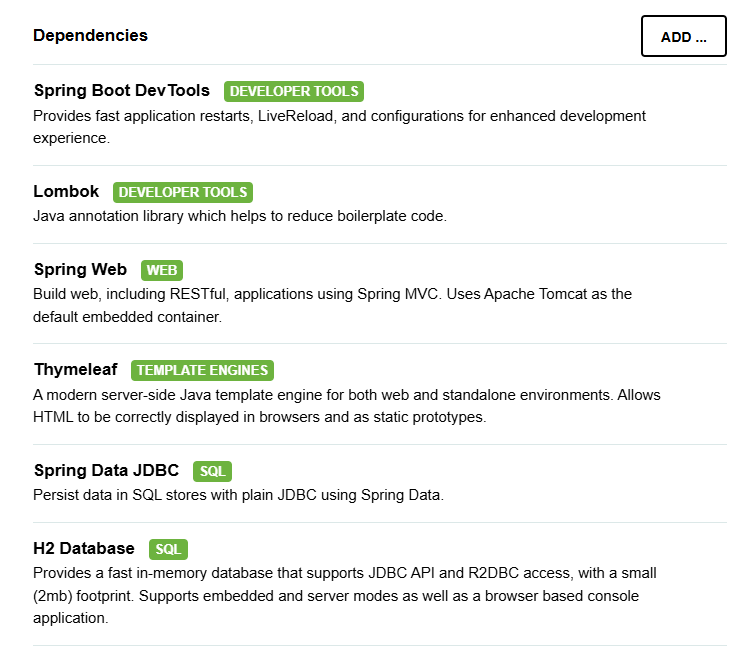 Dependencies
ADD ...
Spring Boot DevTools DEVELOPER TOOLS
Provides fast application restarts, LiveReload, and configurations for enhanced development
experience.
Lombok DEVELOPER TOOLS
Java annotation library which helps to reduce boilerplate code.
Spring Web WEB
Build web, including RESTful, applications using Spring MVC. Uses Apache Tomcat as the
default embedded container.
Thymeleaf TEMPLATE ENGINES
A modern server-side Java template engine for both web and standalone environments. Allows
HTML to be correctly displayed in browsers and as static prototypes.
Spring Data JDBC SQL
Persist data in SQL stores with plain JDBC using Spring Data.
H2 Database SQL
Provides a fast in-memory database that supports JDBC API and R2DBC access, with a small
(2mb) footprint. Supports embedded and server modes as well as a browser based console
application.